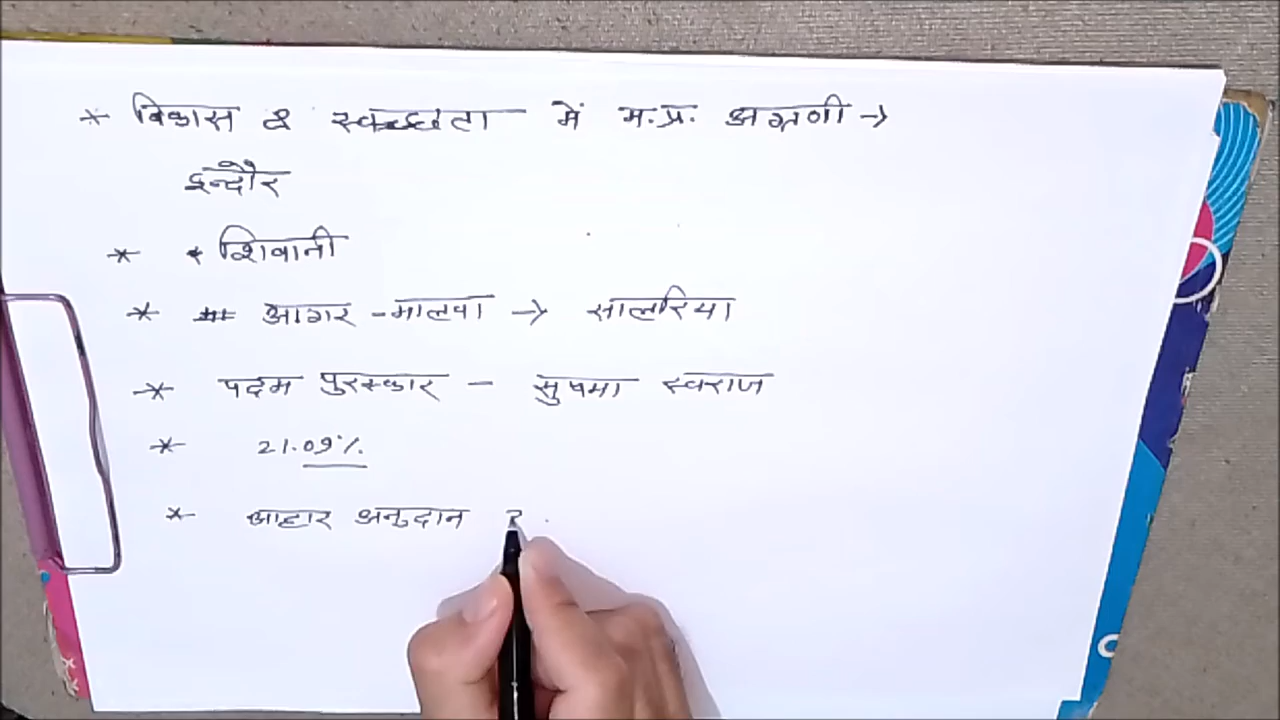 * विकास & स्वच्छता में म.प्र. अग्रणी →
इन्दौर
* शिवानी
* आगर - मालवा → सालरिया
* पदम पुरस्कार - सुषमा स्वराज
* 21.09%
* आहार अनुदान